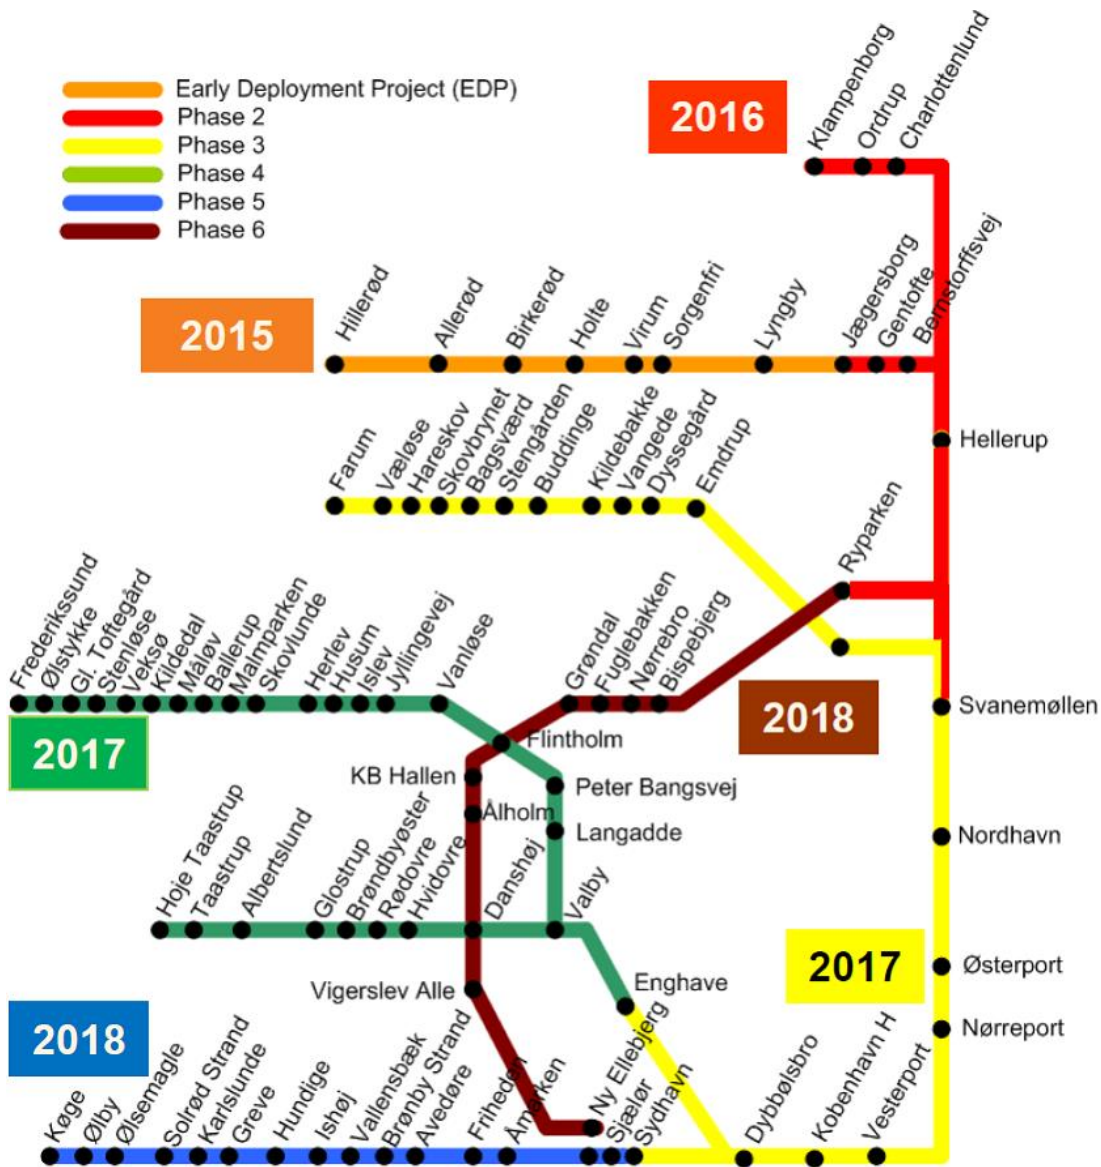 Early Deployment Project (EDP)
Phase 2
Phase 3
Phase 4
Phase 5
Phase 6
2016
Klampenborg
Ordrup
Charlottenlund
2015
Hillerød
Allerød
Birkerød
Holte
Virum
Sorgenfri
Lyngby
Jægersborg
Gentofte
Bernstorffsvej
Hellerup
Farum
Væløse
Hareskov
Skovbrynet
Bagsværd
Stengården
Buddinge
Kildebakke
Vangede
Dyssegård
Emdrup
Ryparken
Frederikssund
Ølstykke
Gl. Toftegård
Stenløse
Veksø
Kildedal
Måløv
Ballerup
Malmparken
Skovlunde
Herlev
Husum
Islev
Jyllingevej
Vanløse
Grøndal
Fuglebakken
Nørrebro
Bispebjerg
2018
Svanemøllen
2017
Flintholm
KB Hallen
Peter Bangsvej
Ålholm
Langadde
Nordhavn
Hoje Taastrup
Taastrup
Albertslund
Glostrup
Brøndbyøster
Rødovre
Hvidovre
Danshøj
Valby
2017
Østerport
Vigerslev Alle
Enghave
Nørreport
2018
Køge
Ølby
Ølsemagle
Solrød Strand
Karlslunde
Greve
Hundige
Ishøj
Vallensbæk
Brønby Strand
Avedøre
Friheden
Åmarken
Ny Ellebjerg
Sjælør
Sydhavn
Dybbølsbro
Kobenhavn H
Vesterport